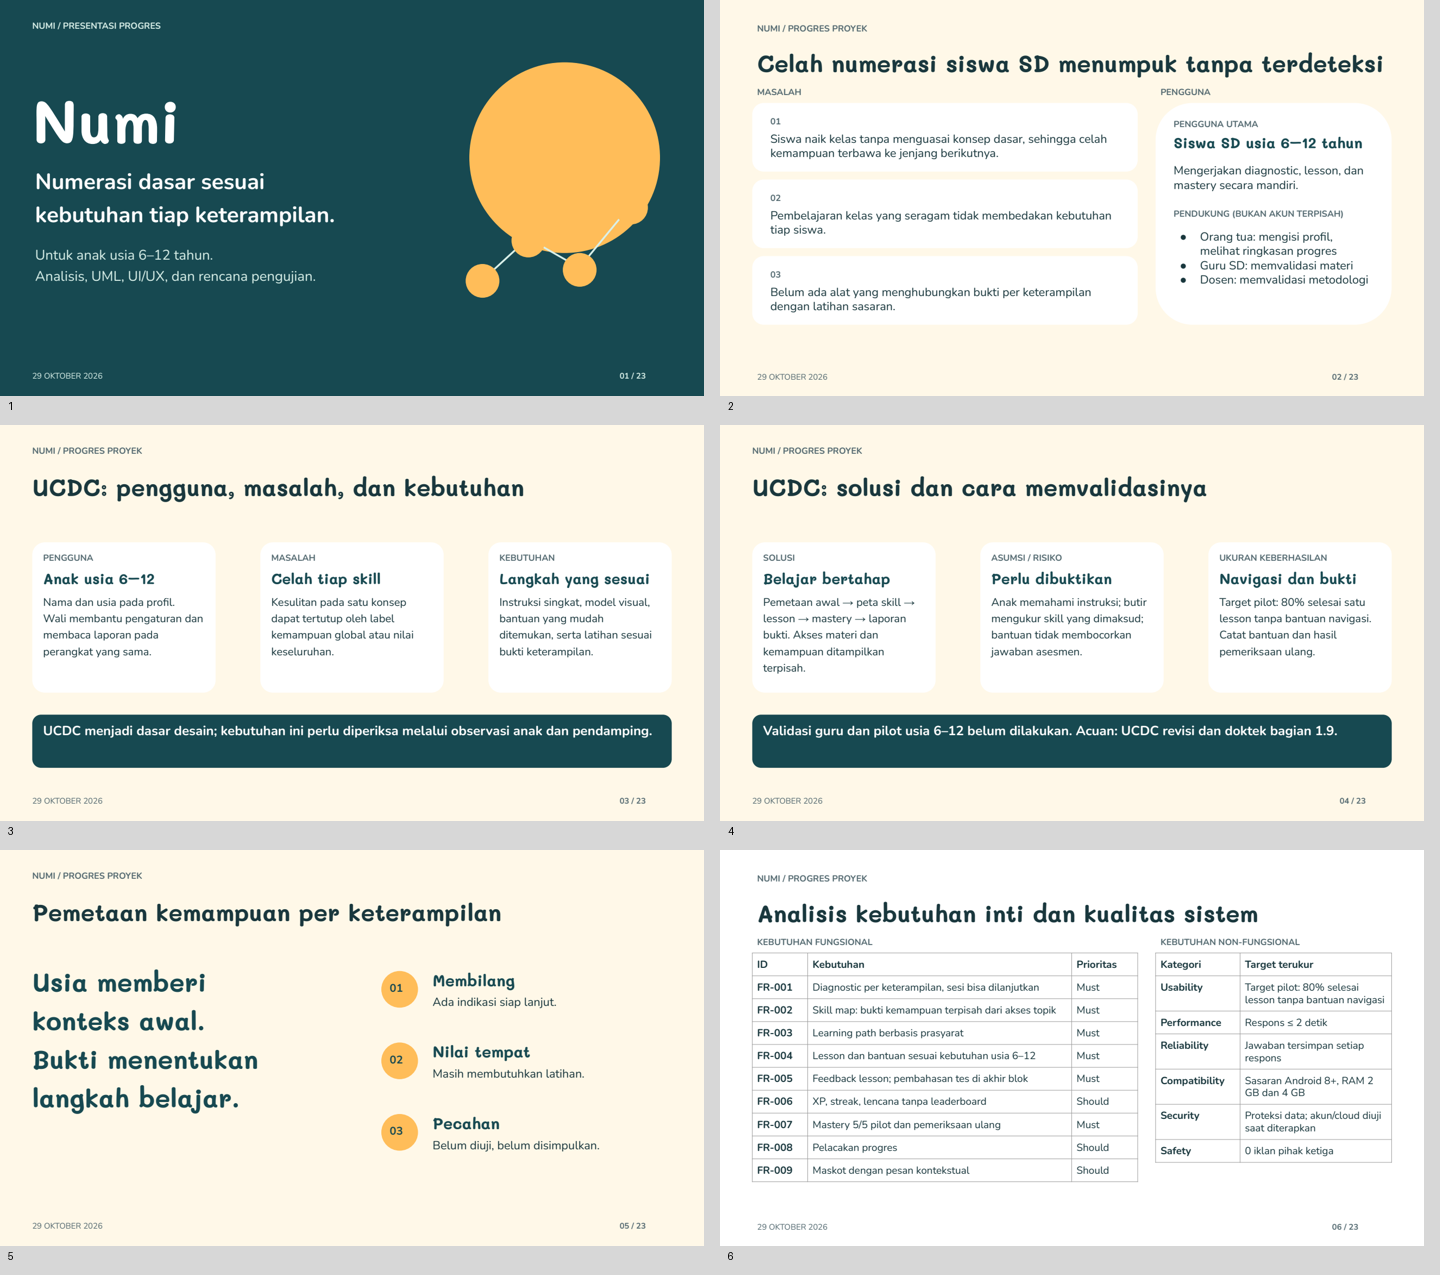 NUMI / PRESENTASI PROGRES
Numi
Numerasi dasar sesuai
kebutuhan tiap keterampilan.
Untuk anak usia 6–12 tahun.
Analisis, UML, UI/UX, dan rencana pengujian.
29 OKTOBER 2026
01 / 23
1
NUMI / PROGRES PROYEK
Celah numerasi siswa SD menumpuk tanpa terdeteksi
MASALAH
01
Siswa naik kelas tanpa menguasai konsep dasar, sehingga celah
kemampuan terbawa ke jenjang berikutnya.
02
Pembelajaran kelas yang seragam tidak membedakan kebutuhan
tiap siswa.
03
Belum ada alat yang menghubungkan bukti per keterampilan
dengan latihan sasaran.
PENGGUNA
PENGGUNA UTAMA
Siswa SD usia 6–12 tahun
Mengerjakan diagnostic, lesson, dan
mastery secara mandiri.
PENDUKUNG (BUKAN AKUN TERPISAH)
● Orang tua: mengisi profil,
melihat ringkasan progres
● Guru SD: memvalidasi materi
● Dosen: memvalidasi metodologi
29 OKTOBER 2026
02 / 23
2
NUMI / PROGRES PROYEK
UCDC: pengguna, masalah, dan kebutuhan
PENGGUNA
Anak usia 6–12
Nama dan usia pada profil.
Wali membantu pengaturan dan
membaca laporan pada
perangkat yang sama.
MASALAH
Celah tiap skill
Kesulitan pada satu konsep
dapat tertutup oleh label
kemampuan global atau nilai
keseluruhan.
KEBUTUHAN
Langkah yang sesuai
Instruksi singkat, model visual,
bantuan yang mudah
ditemukan, serta latihan sesuai
bukti keterampilan.
UCDC menjadi dasar desain; kebutuhan ini perlu diperiksa melalui observasi anak dan pendamping.
29 OKTOBER 2026
03 / 23
3
NUMI / PROGRES PROYEK
UCDC: solusi dan cara memvalidasinya
SOLUSI
Belajar bertahap
Pemetaan awal → peta skill →
lesson → mastery → laporan
bukti. Akses materi dan
kemampuan ditampilkan
terpisah.
ASUMSI / RISIKO
Perlu dibuktikan
Anak memahami instruksi; butir
mengukur skill yang dimaksud;
bantuan tidak membocorkan
jawaban asesmen.
UKURAN KEBERHASILAN
Navigasi dan bukti
Target pilot: 80% selesai satu
lesson tanpa bantuan navigasi.
Catat bantuan dan hasil
pemeriksaan ulang.
Validasi guru dan pilot usia 6–12 belum dilakukan. Acuan: UCDC revisi dan doktek bagian 1.9.
29 OKTOBER 2026
04 / 23
4
NUMI / PROGRES PROYEK
Pemetaan kemampuan per keterampilan
Usia memberi
konteks awal.
Bukti menentukan
langkah belajar.
01
Membilang
Ada indikasi siap lanjut.
02
Nilai tempat
Masih membutuhkan latihan.
03
Pecahan
Belum diuji, belum disimpulkan.
29 OKTOBER 2026
05 / 23
5
NUMI / PROGRES PROYEK
Analisis kebutuhan inti dan kualitas sistem
KEBUTUHAN FUNGSIONAL
ID Kebutuhan Prioritas
FR-001 Diagnostic per keterampilan, sesi bisa dilanjutkan Must
FR-002 Skill map: bukti kemampuan terpisah dari akses topik Must
FR-003 Learning path berbasis prasyarat Must
FR-004 Lesson dan bantuan sesuai kebutuhan usia 6–12 Must
FR-005 Feedback lesson; pembahasan tes di akhir blok Must
FR-006 XP, streak, lencana tanpa leaderboard Should
FR-007 Mastery 5/5 pilot dan pemeriksaan ulang Must
FR-008 Pelacakan progres Should
FR-009 Maskot dengan pesan kontekstual Should
KEBUTUHAN NON-FUNGSIONAL
Kategori Target terukur
Usability Target pilot: 80% selesai
lesson tanpa bantuan navigasi
Performance Respons ≤ 2 detik
Reliability Jawaban tersimpan setiap
respons
Compatibility Sasaran Android 8+, RAM 2
GB dan 4 GB
Security Proteksi data; akun/cloud diuji
saat diterapkan
Safety 0 iklan pihak ketiga
29 OKTOBER 2026
06 / 23
6